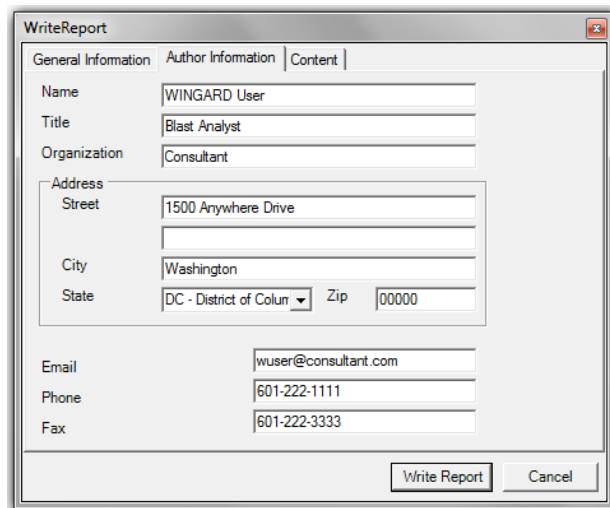 WriteReport
General Information Author Information Content
Name WINGARD User
Title Blast Analyst
Organization Consultant
Address
Street 1500 Anywhere Drive
City Washington
State DC - District of Colum Zip 00000
Email wuser@consultant.com
Phone 601-222-1111
Fax 601-222-3333
Write Report Cancel